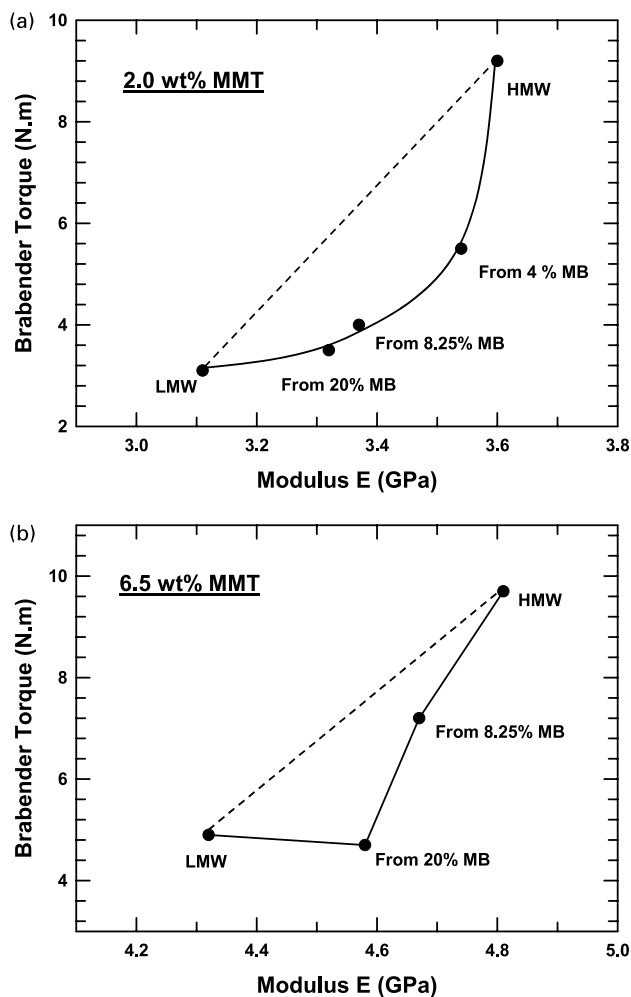 (a)
10
2.0 wt% MMT
HMW
8
Brabender Torque (N.m)
6
From 4 % MB
4
From 8.25% MB
LMW
From 20% MB
2
3.0 3.2 3.4 3.6 3.8
Modulus E (GPa)
(b)
6.5 wt% MMT
10
HMW
Brabender Torque (N.m)
8
From 8.25% MB
6
LMW
From 20% MB
4
4.2 4.4 4.6 4.8 5.0
Modulus E (GPa)